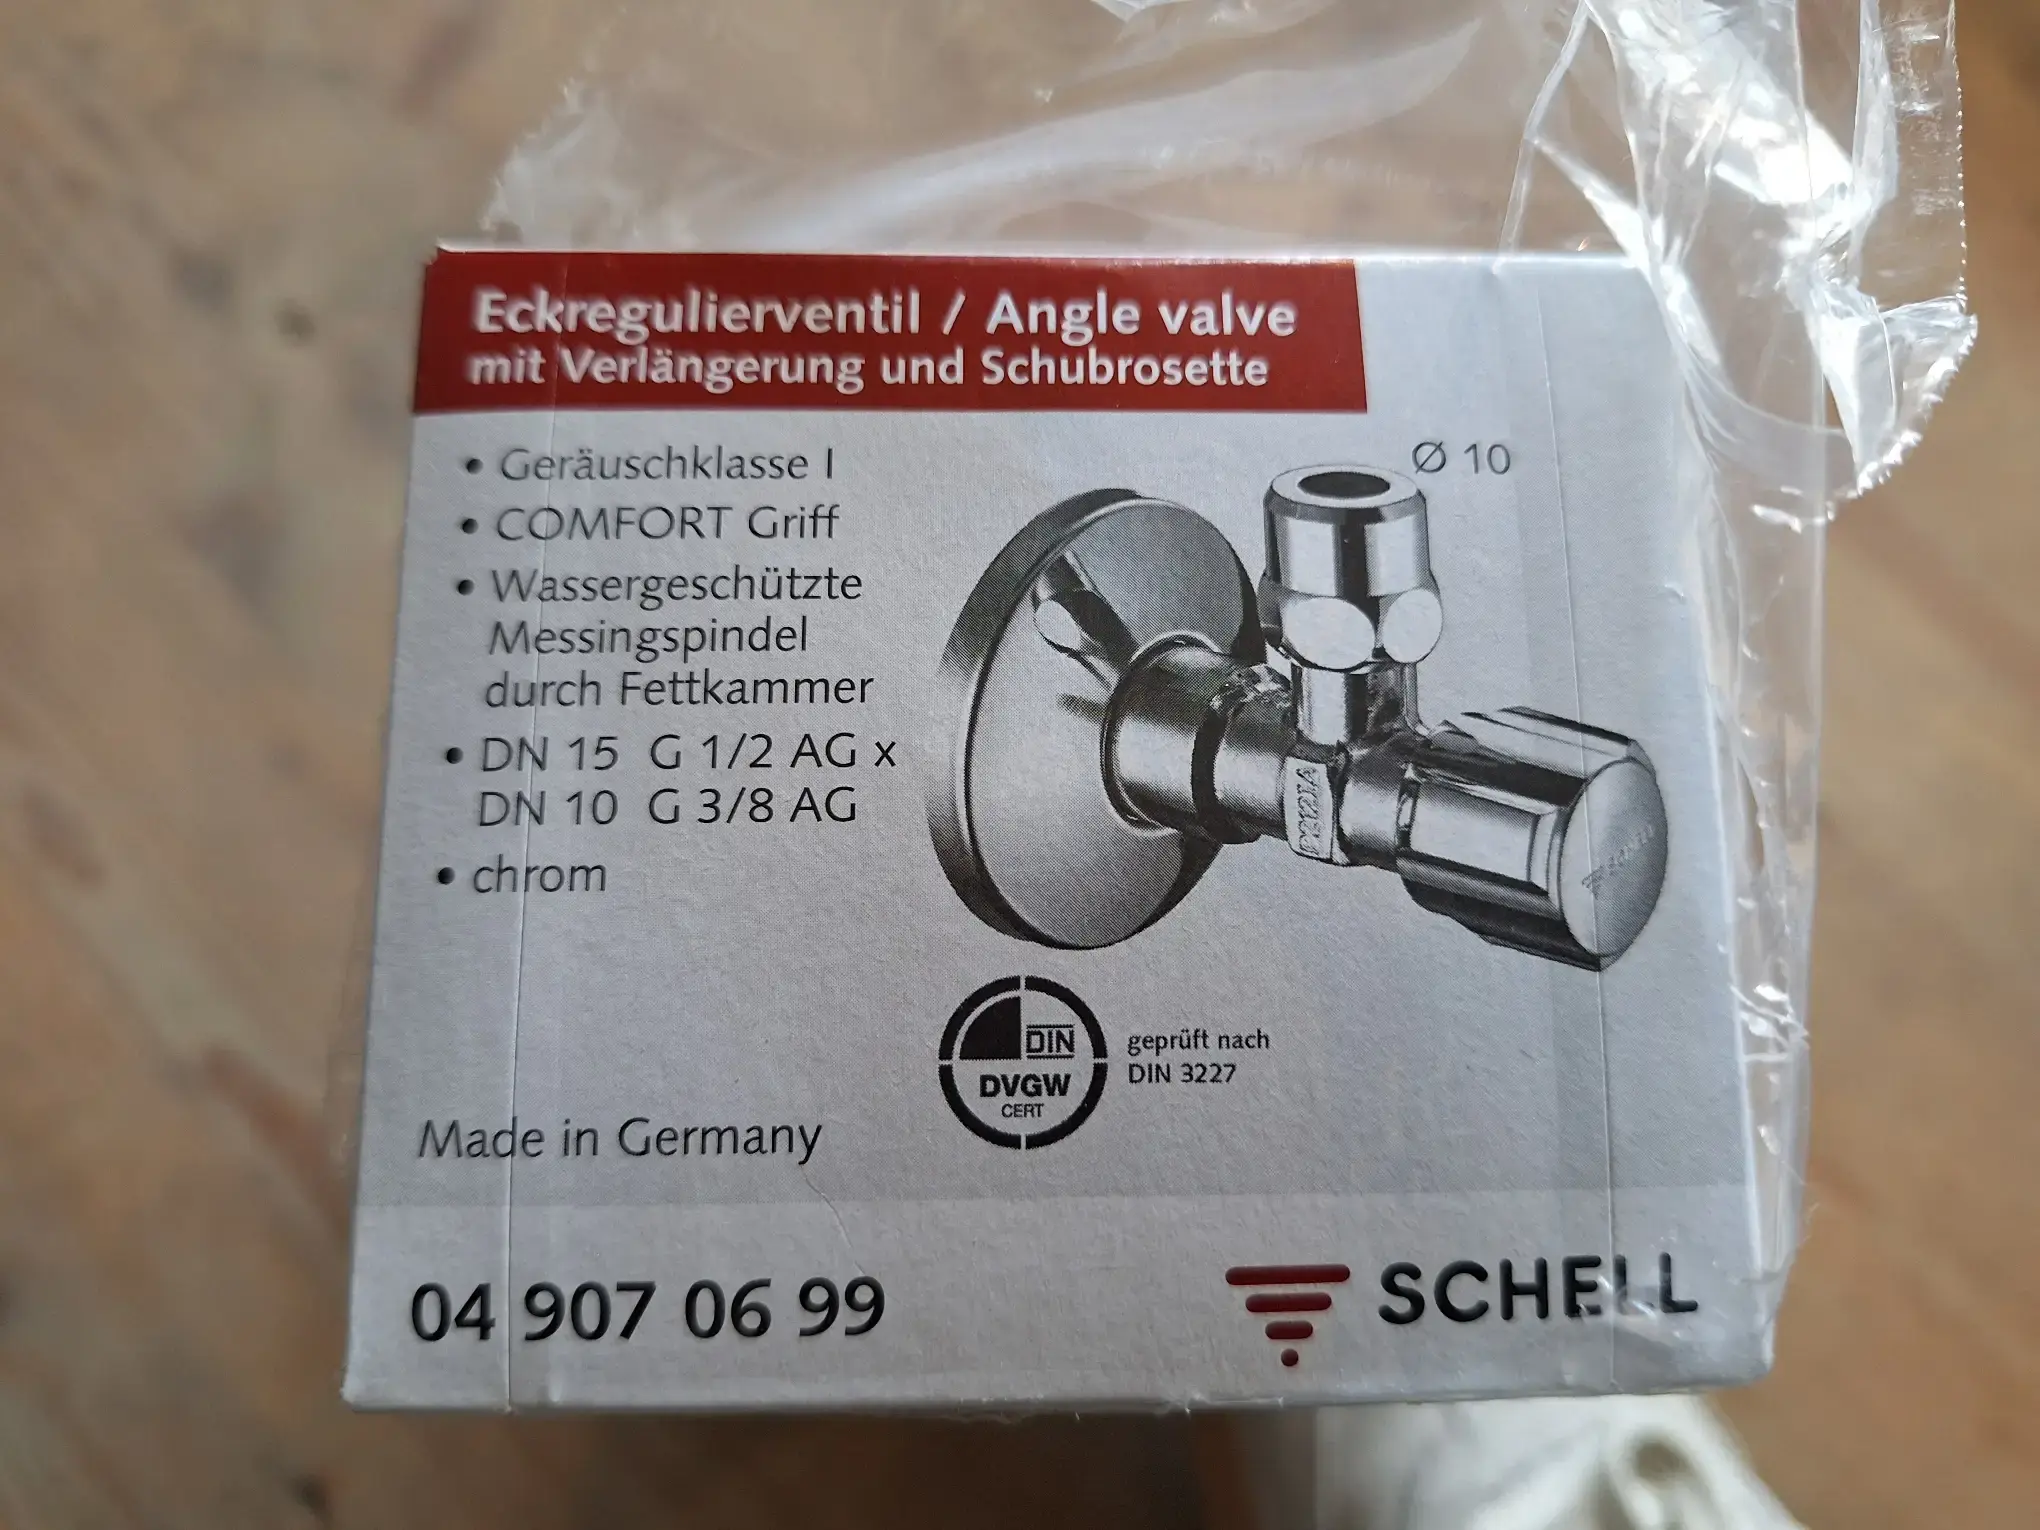 Eckregulierventil / Angle valve
mit Verlängerung und Schubrosette
• Geräuschklasse I
• COMFORT Griff
• Wassergeschützte
Messingspindel
durch Fettkammer
• DN 15 G 1/2 AG x
DN 10 G 3/8 AG
• chrom
Ø 10
SCHELL
DIN
DVGW
CERT
geprüft nach
DIN 3227
Made in Germany
04 907 06 99
SCHELL